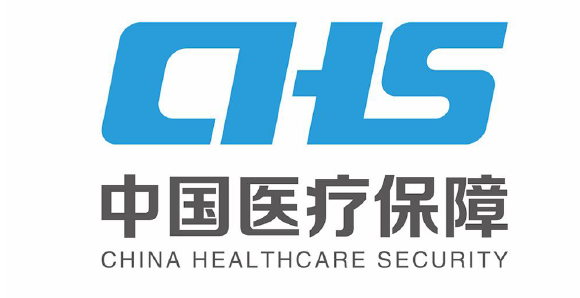 CHS
中国医疗保障
CHINA HEALTHCARE SECURITY